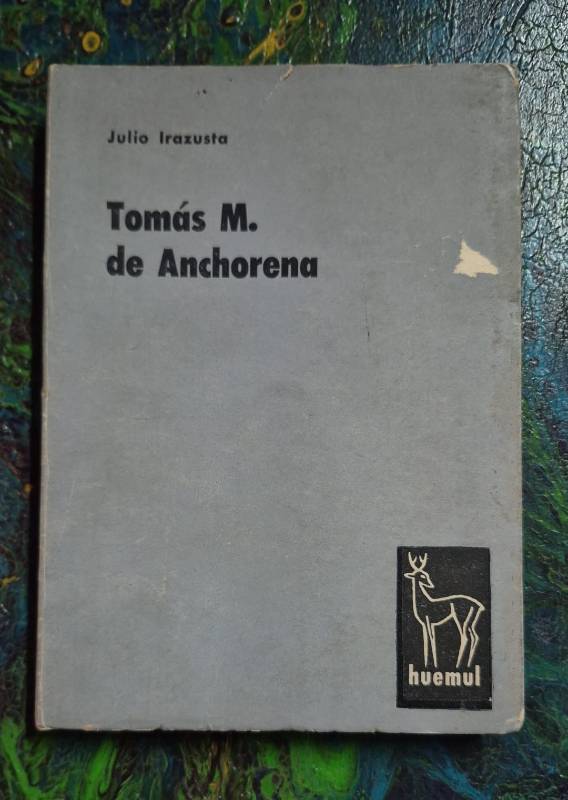 Julio Irazusta
Tomás M.
de Anchorena
huemul